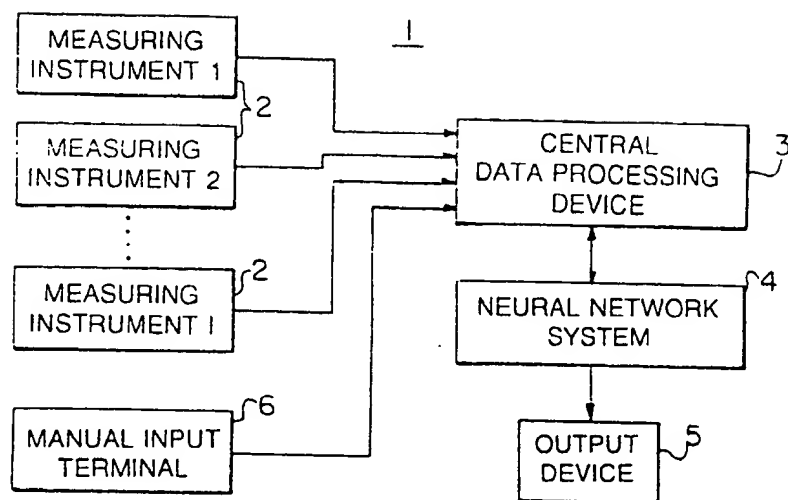 1
MEASURING
INSTRUMENT 1
2
MEASURING
INSTRUMENT 2
MEASURING
INSTRUMENT I
2
MANUAL INPUT
TERMINAL
6
CENTRAL
DATA PROCESSING
DEVICE
3
NEURAL NETWORK
SYSTEM
4
OUTPUT
DEVICE
5